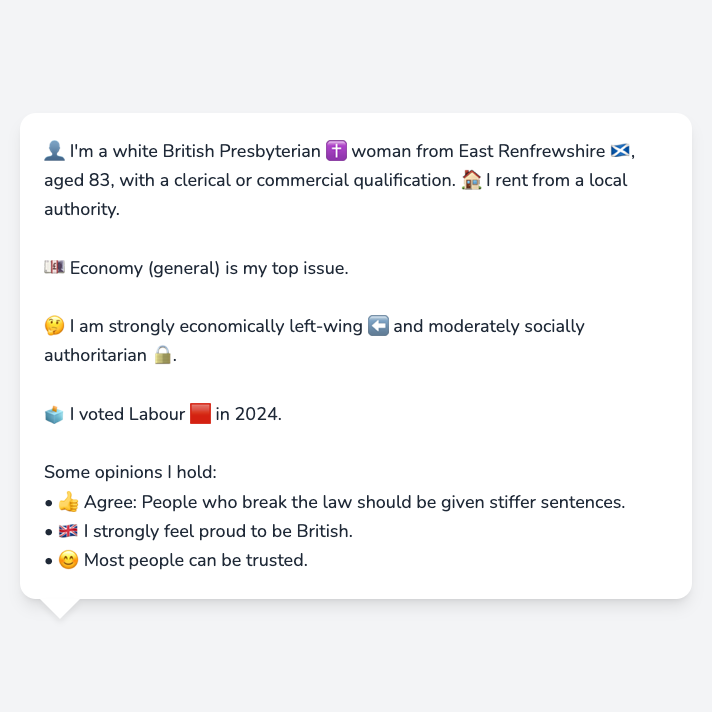 👤 I'm a white British Presbyterian ✝️ woman from East Renfrewshire 🏴󠁧󠁢󠁳󠁣󠁴󠁿,
aged 83, with a clerical or commercial qualification. 🏠 I rent from a local
authority.
💷 Economy (general) is my top issue.
🤔 I am strongly economically left-wing ⬅️ and moderately socially
authoritarian 🔒.
🗳️ I voted Labour 🟥 in 2024.
Some opinions I hold:
• 👍 Agree: People who break the law should be given stiffer sentences.
• 🇬🇧 I strongly feel proud to be British.
• 😊 Most people can be trusted.